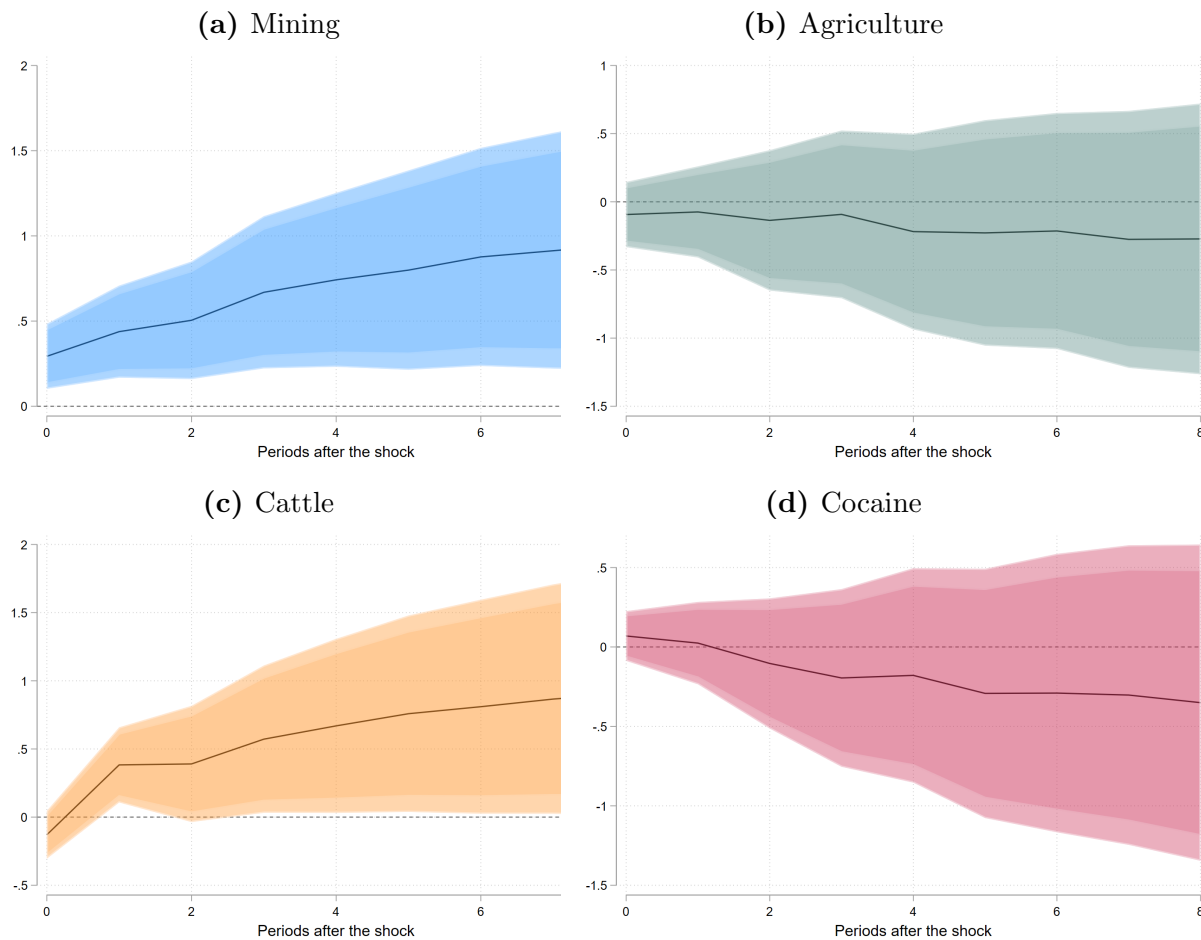 (a) Mining
2
1.5
1
.5
0
0 2 4 6
Periods after the shock
(b) Agriculture
1
.5
0
-.5
-1
-1.5
0 2 4 6 8
Periods after the shock
(c) Cattle
2
1.5
1
.5
0
-.5
0 2 4 6
Periods after the shock
(d) Cocaine
.5
0
-.5
-1
-1.5
0 2 4 6 8
Periods after the shock